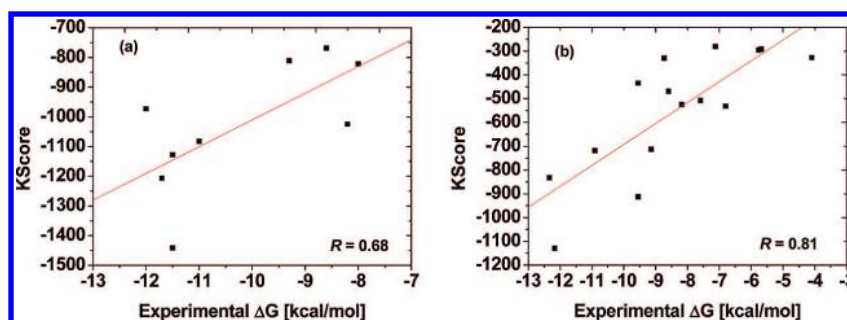 (a)
KScore
-700
-800
-900
-1000
-1100
-1200
-1300
-1400
-1500
-13 -12 -11 -10 -9 -8 -7
R = 0.68
Experimental ΔG [kcal/mol]
(b)
KScore
-200
-300
-400
-500
-600
-700
-800
-900
-1000
-1100
-1200
-13 -12 -11 -10 -9 -8 -7 -6 -5 -4 -3
R = 0.81
Experimental ΔG [kcal/mol]